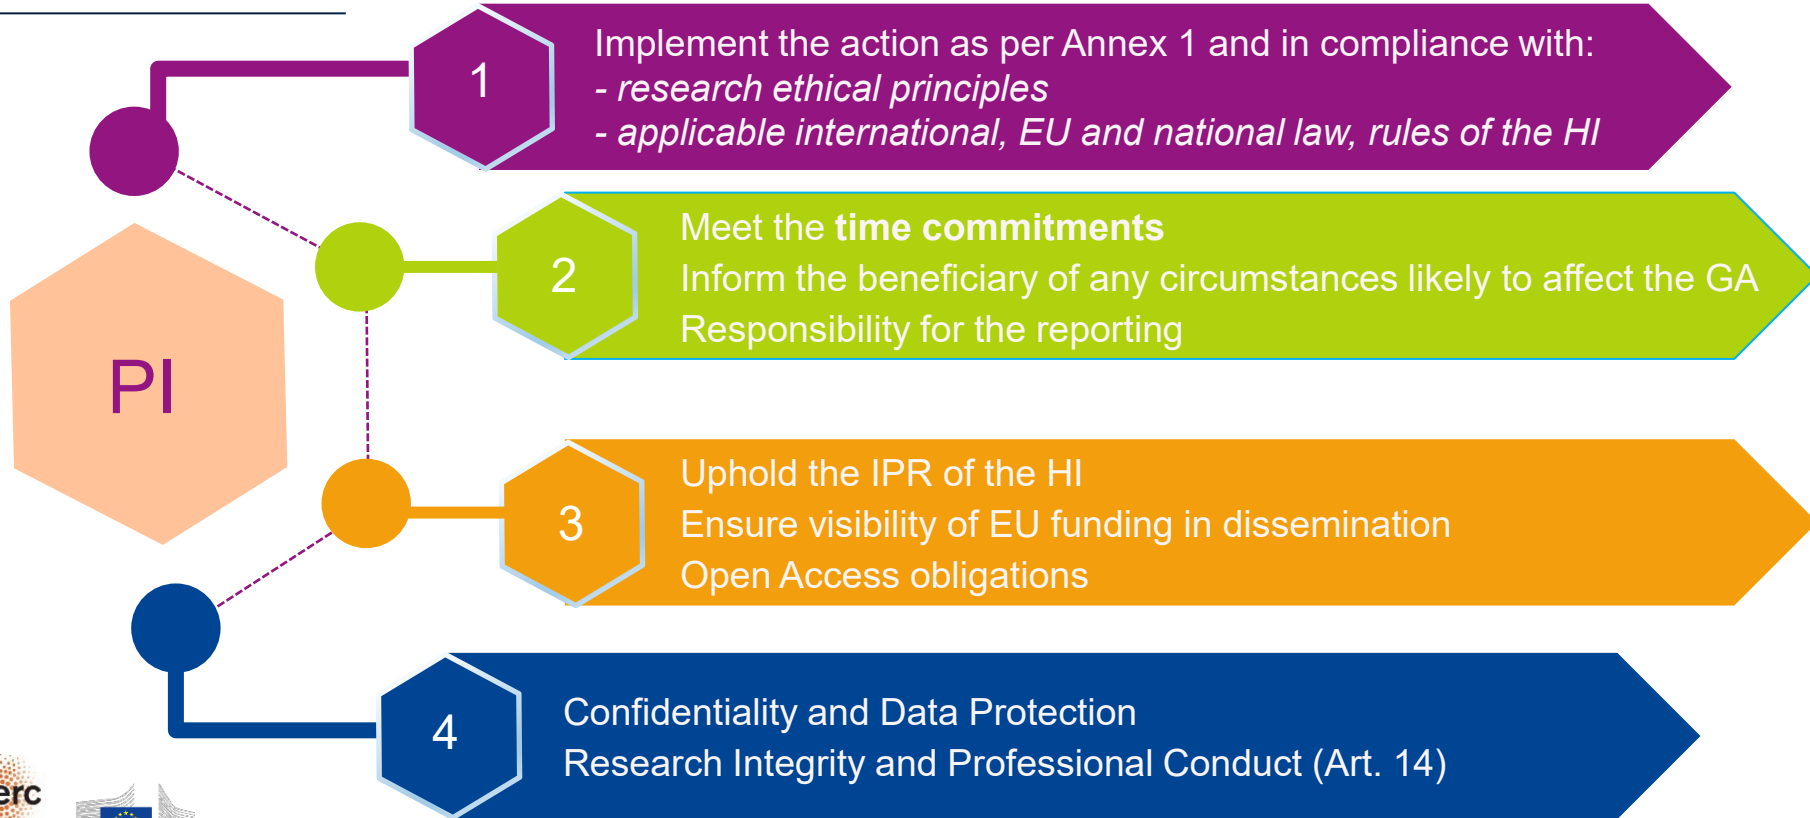 1
Implement the action as per Annex 1 and in compliance with:
- research ethical principles
- applicable international, EU and national law, rules of the HI
2
Meet the time commitments
Inform the beneficiary of any circumstances likely to affect the GA
Responsibility for the reporting
PI
3
Uphold the IPR of the HI
Ensure visibility of EU funding in dissemination
Open Access obligations
4
Confidentiality and Data Protection
Research Integrity and Professional Conduct (Art. 14)
erc